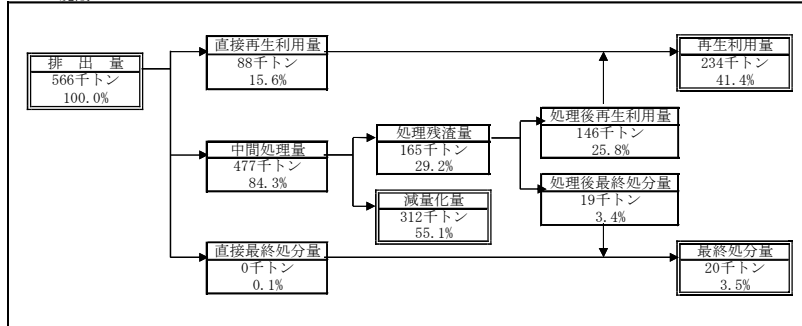 排　出　量
566千トン
100.0%
直接再生利用量
88千トン
15.6%
再生利用量
234千トン
41.4%
中間処理量
477千トン
84.3%
処理残渣量
165千トン
29.2%
処理後再生利用量
146千トン
25.8%
減量化量
312千トン
55.1%
処理後最終処分量
19千トン
3.4%
直接最終処分量
0千トン
0.1%
最終処分量
20千トン
3.5%